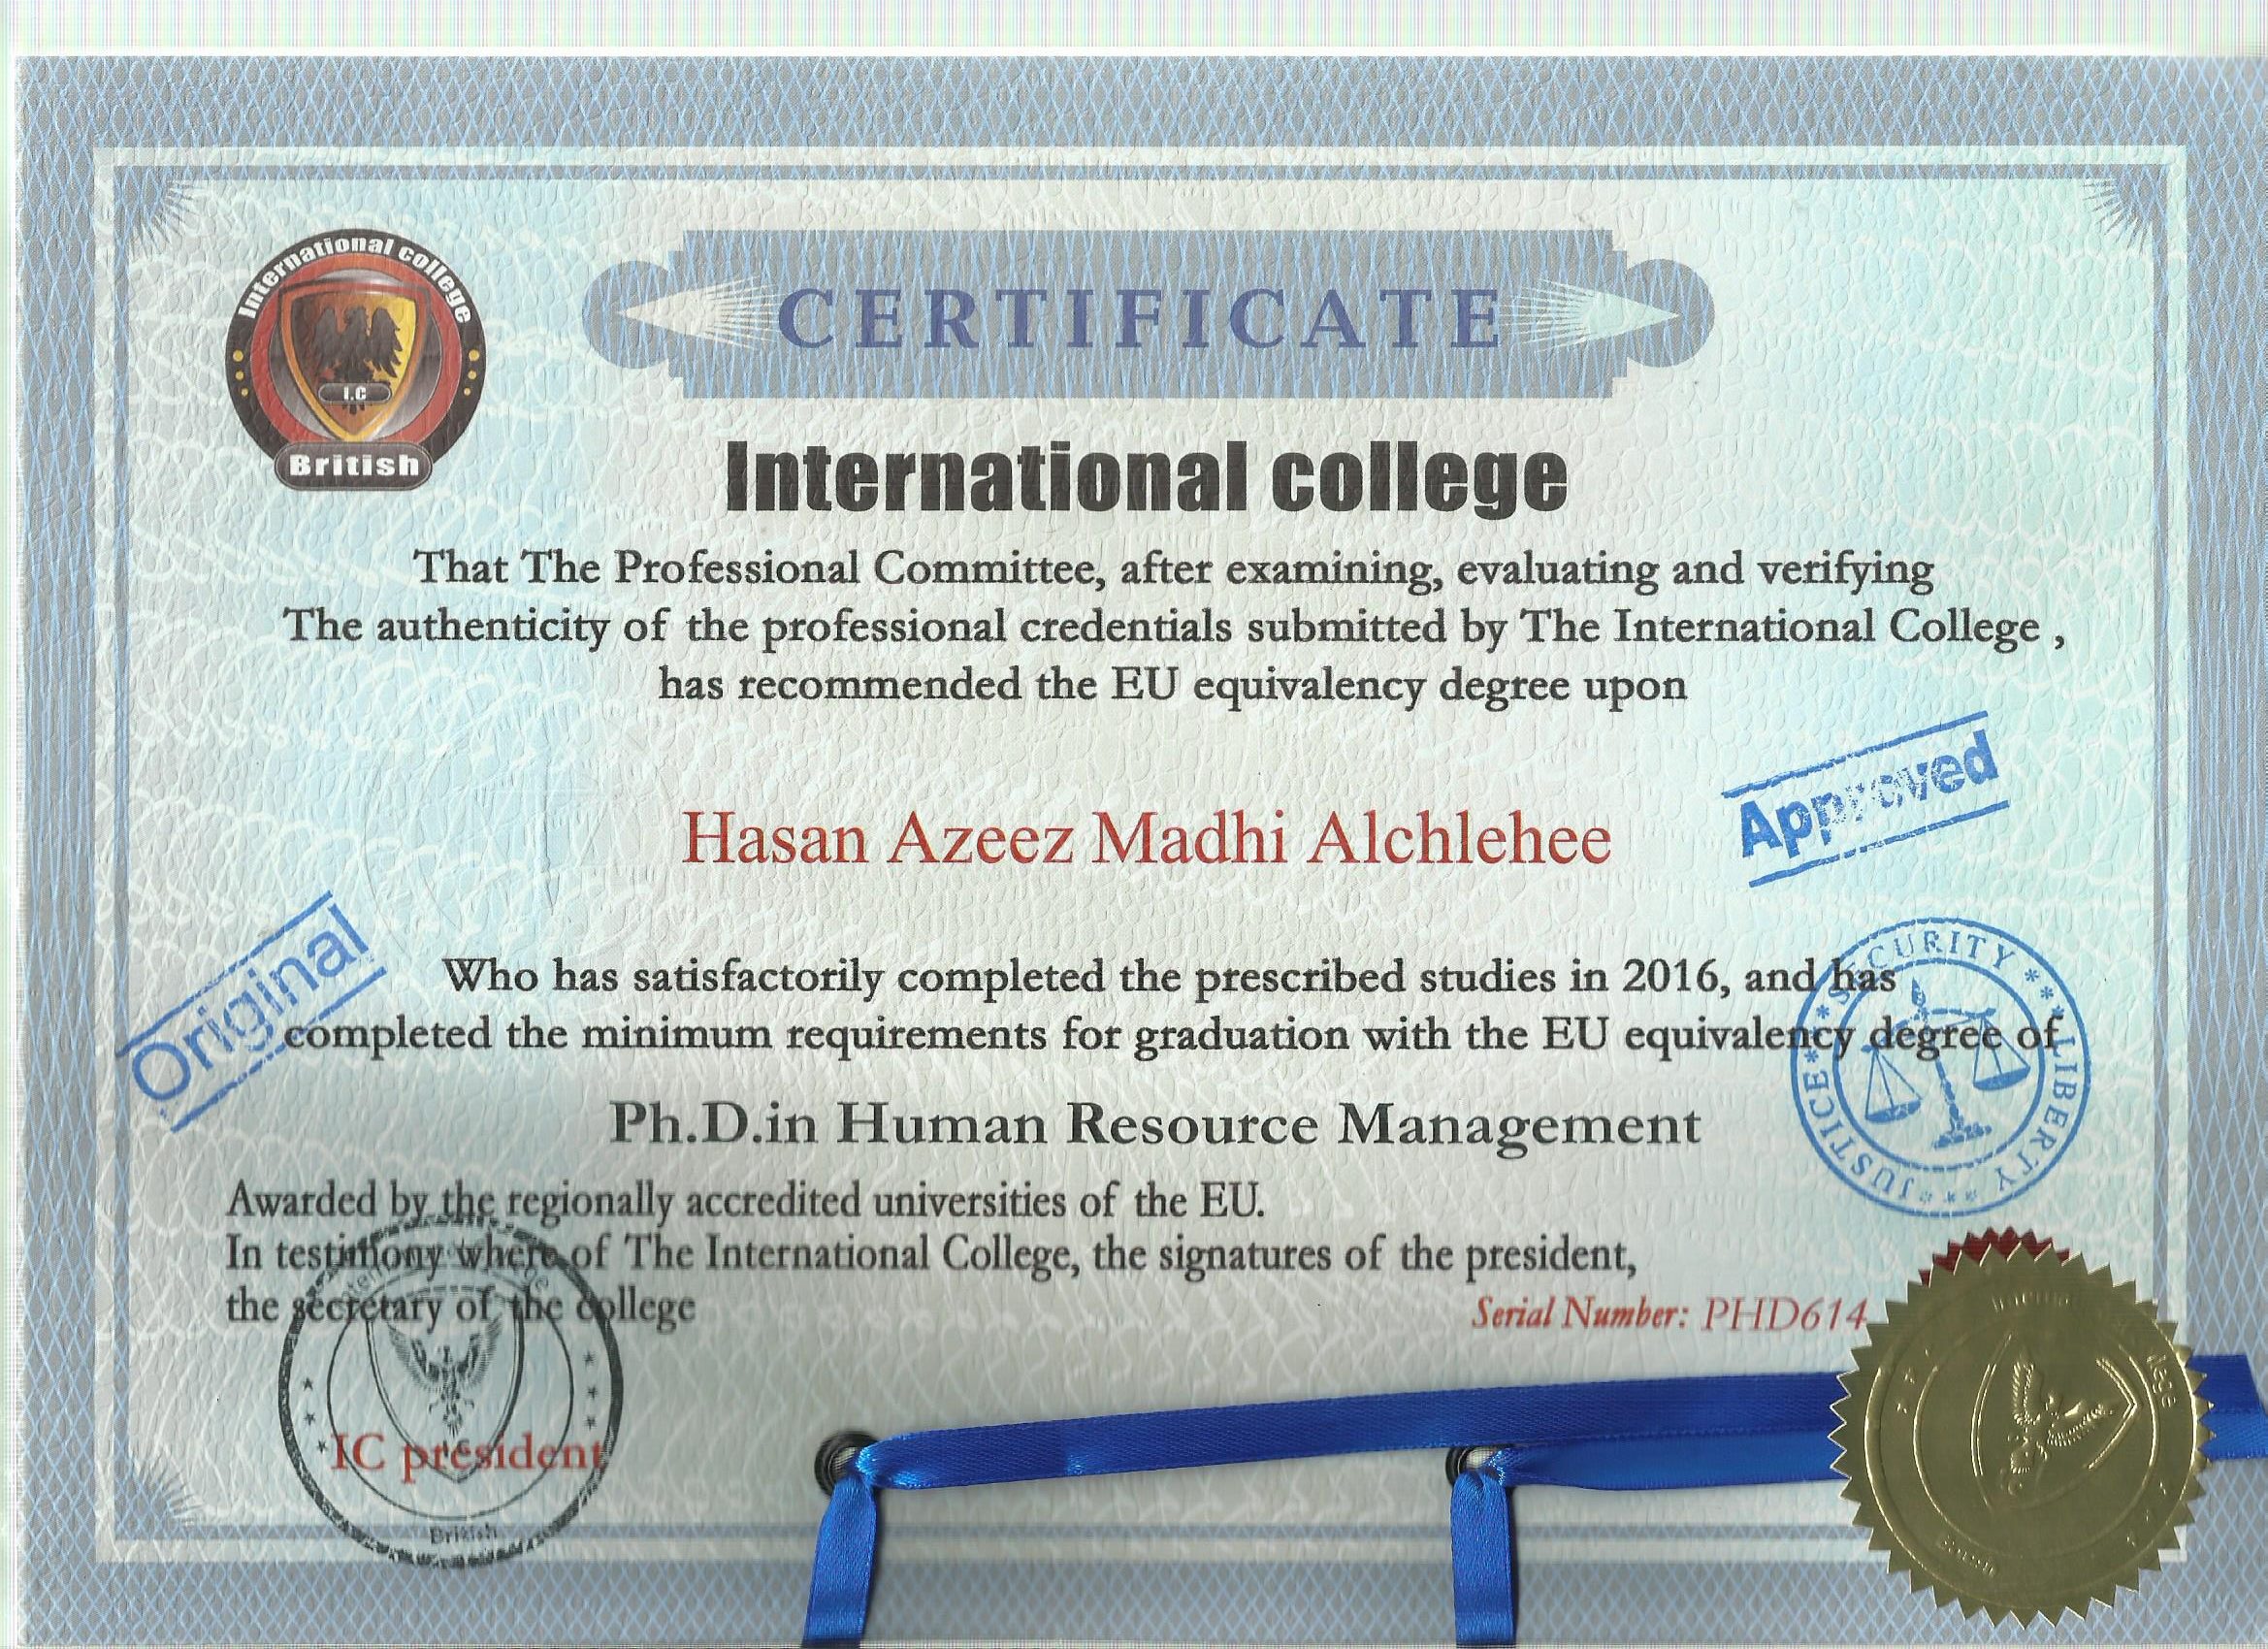 International college
I.C
British
CERTIFICATE
International college
That The Professional Committee, after examining, evaluating and verifying
The authenticity of the professional credentials submitted by The International College ,
has recommended the EU equivalency degree upon
Approved
Hasan Azeez Madhi Alchlehee
Original
Who has satisfactorily completed the prescribed studies in 2016, and has
completed the minimum requirements for graduation with the EU equivalency degree of
SECURITY *** LIBERTY *** JUSTICE ***
Ph.D.in Human Resource Management
Awarded by the regionally accredited universities of the EU.
In testimony where of The International College, the signatures of the president,
the secretary of the college
Serial Number: PHD614
IC president
British